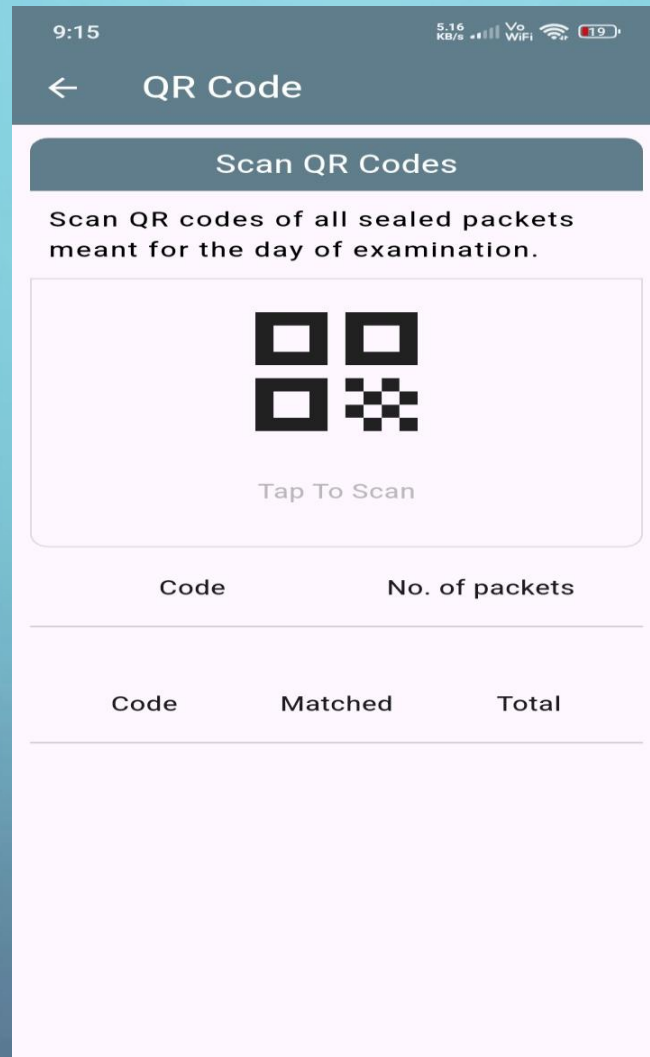 9:15
5.16 KB/s Vo WiFi 19
QR Code
Scan QR Codes
Scan QR codes of all sealed packets
meant for the day of examination.
Tap To Scan
Code No. of packets
Code Matched Total